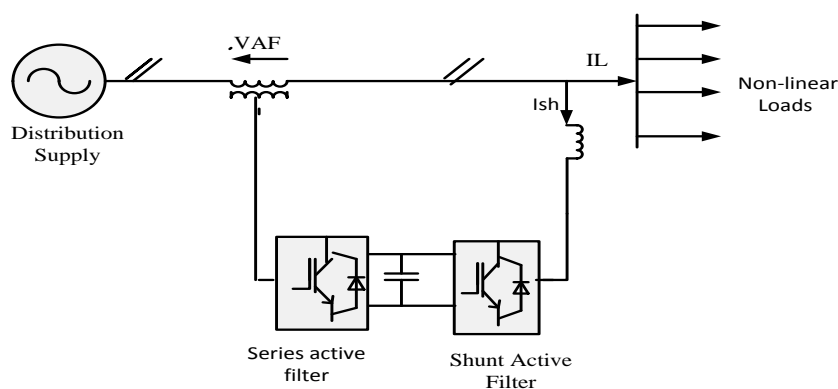 .VAF
IL
Ish
Non-linear
Loads
Distribution
Supply
Series active
filter
Shunt Active
Filter